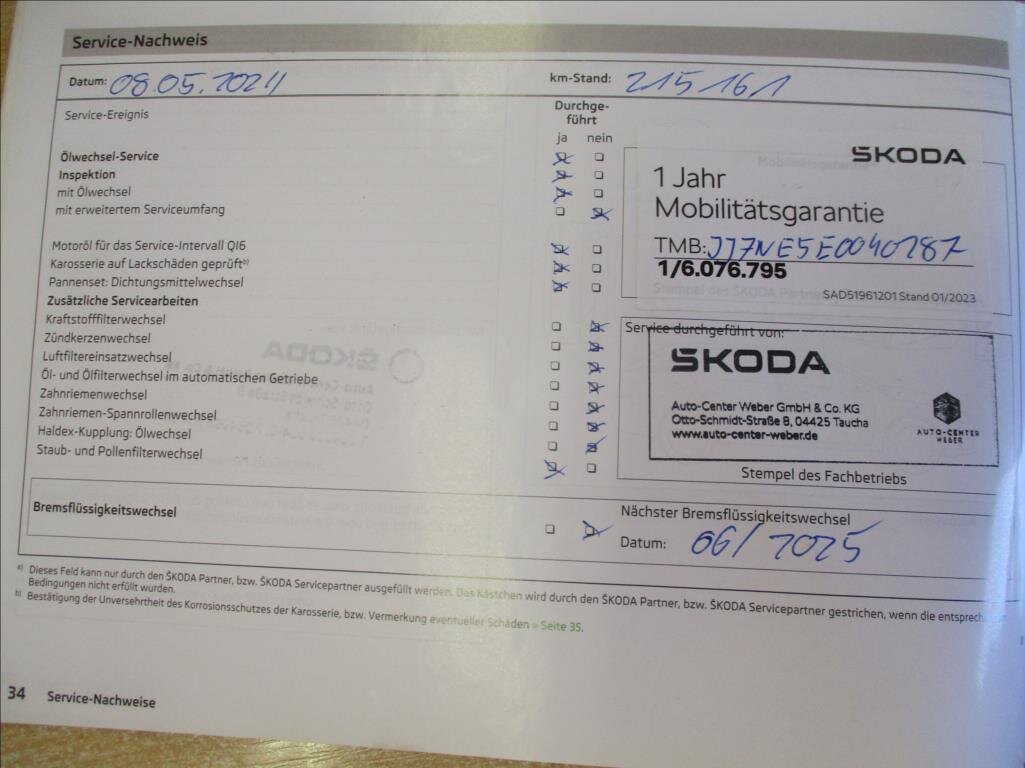 Service-Nachweis
Datum: 08.05.2024
km-Stand: 215161
Service-Ereignis
Durchge-
führt
ja nein
Ölwechsel-Service
Inspektion
mit Ölwechsel
mit erweitertem Serviceumfang
Motoröl für das Service-Intervall QI6
Karosserie auf Lackschäden geprüft b)
Pannenset: Dichtungsmittelwechsel
Zusätzliche Servicearbeiten
Kraftstofffilterwechsel
Zündkerzenwechsel
Luftfiltereinsatzwechsel
Öl- und Ölfilterwechsel im automatischen Getriebe
Zahnriemenwechsel
Zahnriemen-Spannrollenwechsel
Haldex-Kupplung: Ölwechsel
Staub- und Pollenfilterwechsel
ŠKODA
1 Jahr
Mobilitätsgarantie
TMB: JJ7NE5E0040287
1/6.076.795
SAD51961201 Stand 01/2023
Service durchgeführt von:
ŠKODA
Auto-Center Weber GmbH & Co. KG
Otto-Schmidt-Straße 8, 04425 Taucha
www.auto-center-weber.de
AUTO-CENTER
WEBER
Stempel des Fachbetriebs
Bremsflüssigkeitswechsel
Nächster Bremsflüssigkeitswechsel
Datum: 06/2025
a) Dieses Feld kann nur durch den ŠKODA Partner, bzw. ŠKODA Servicepartner ausgefüllt werden. Das Kästchen wird durch den ŠKODA Partner, bzw. ŠKODA Servicepartner gestrichen, wenn die
Bedingungen nicht erfüllt wurden.
b) Bestätigung der Unversehrtheit des Korrosionsschutzes der Karosserie, bzw. Vermerkung eventueller Schäden » Seite 35.
34 Service-Nachweise